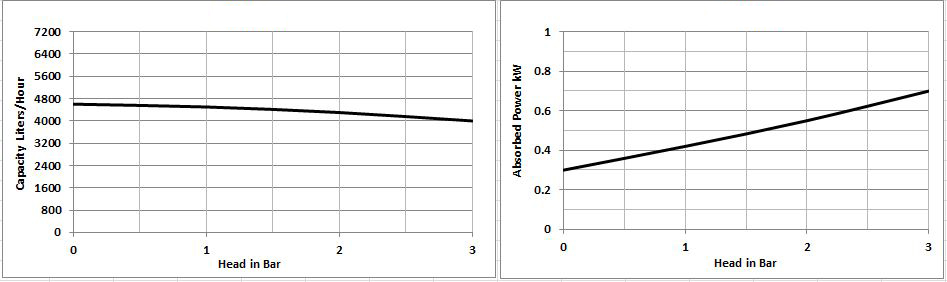 7200
6400
5600
4800
4000
3200
2400
1600
800
0
Capacity Liters/Hour
0 1 2 3
Head in Bar
1
0.8
0.6
0.4
0.2
0
Absorbed Power kW
0 1 2 3
Head in Bar